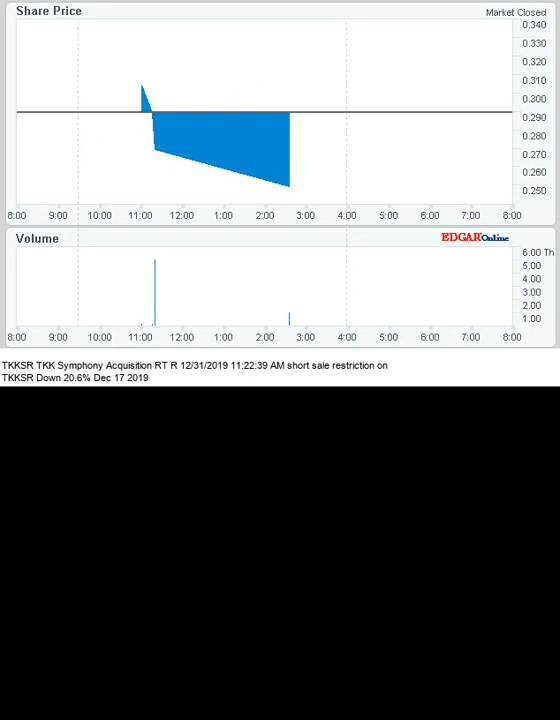 Share Price
Market Closed
0.340
0.330
0.320
0.310
0.300
0.290
0.280
0.270
0.260
0.250
8:00 9:00 10:00 11:00 12:00 1:00 2:00 3:00 4:00 5:00 6:00 7:00 8:00
Volume
EDGAROnline
6.00 Th
5.00
4.00
3.00
2.00
1.00
8:00 9:00 10:00 11:00 12:00 1:00 2:00 3:00 4:00 5:00 6:00 7:00 8:00
TKKSR TKK Symphony Acquisition RT R 12/31/2019 11:22:39 AM short sale restriction on
TKKSR Down 20.6% Dec 17 2019